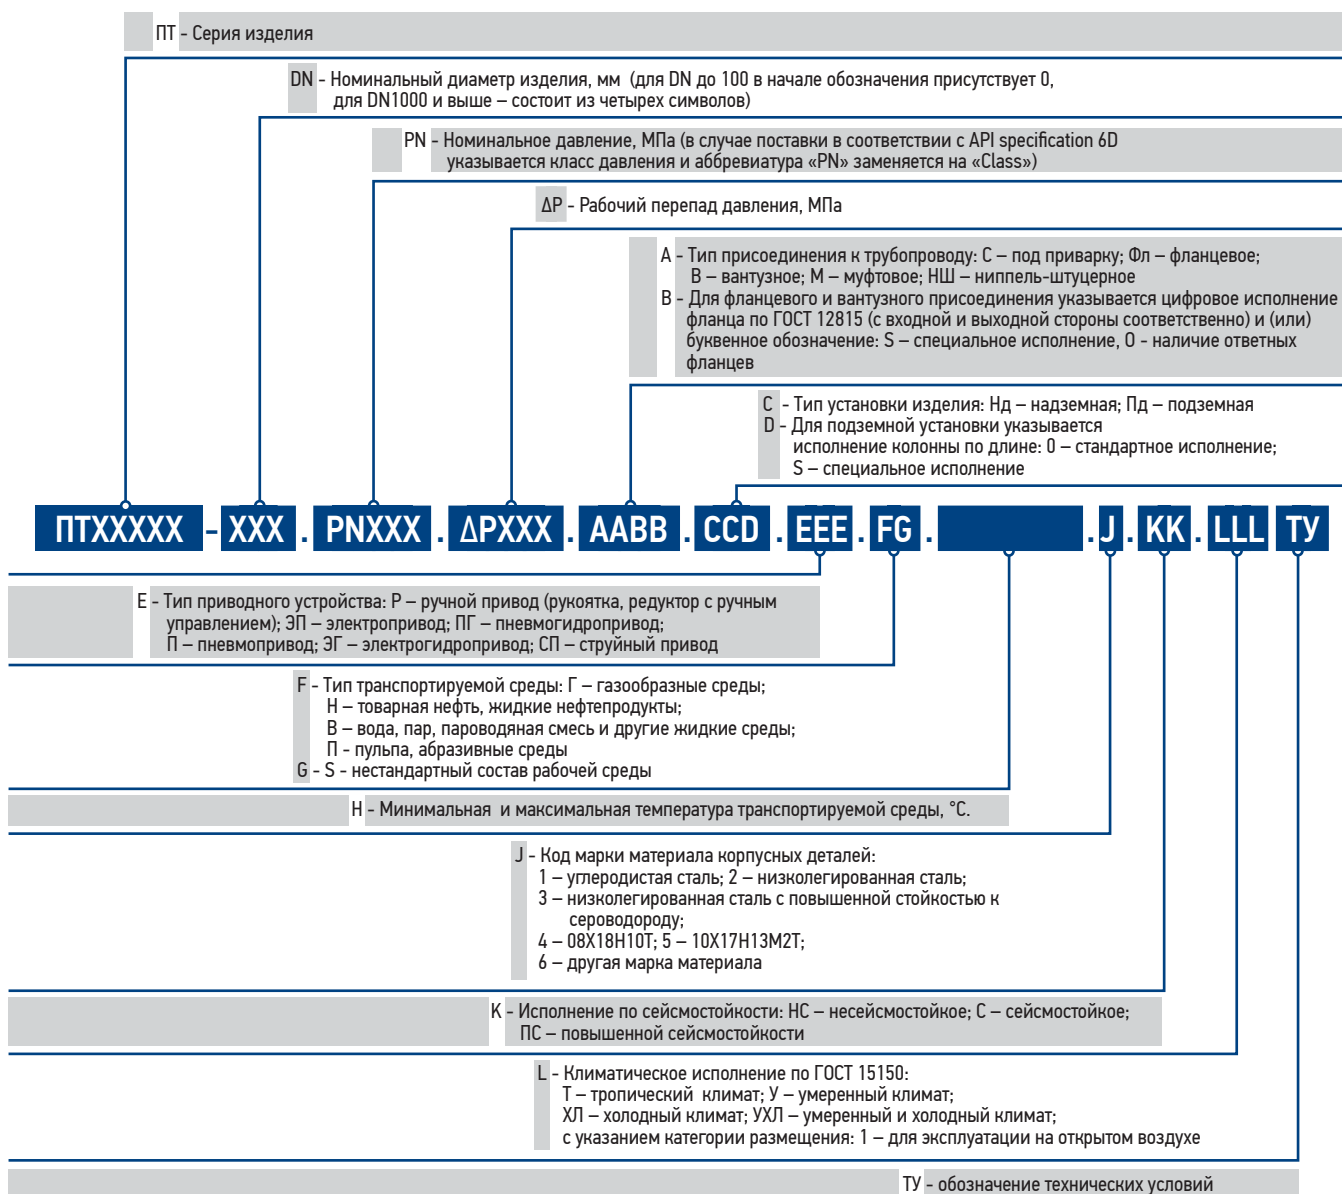 ПТ - Серия изделия
DN - Номинальный диаметр изделия, мм (для DN до 100 в начале обозначения присутствует 0,
для DN1000 и выше – состоит из четырех символов)
PN - Номинальное давление, МПа (в случае поставки в соответствии с API specification 6D
указывается класс давления и аббревиатура «PN» заменяется на «Class»)
ΔP - Рабочий перепад давления, МПа
A - Тип присоединения к трубопроводу: С – под приварку; Фл – фланцевое;
В – вантузное; М – муфтовое; НШ – ниппель-штуцерное
B - Для фланцевого и вантузного присоединения указывается цифровое исполнение
фланца по ГОСТ 12815 (с входной и выходной стороны соответственно) и (или)
буквенное обозначение: S – специальное исполнение, О - наличие ответных
фланцев
C - Тип установки изделия: Нд – надземная; Пд – подземная
D - Для подземной установки указывается
исполнение колонны по длине: 0 – стандартное исполнение;
S – специальное исполнение
ПТXXXXX - XXX . PNXXX . ΔPXXX . AABB . CCD . EEE . FG . . J . KK . LLL ТУ
E - Тип приводного устройства: Р – ручной привод (рукоятка, редуктор с ручным
управлением); ЭП – электропривод; ПГ – пневмогидропривод;
П – пневмопривод; ЭГ – электрогидропривод; СП – струйный привод
F - Тип транспортируемой среды: Г – газообразные среды;
Н – товарная нефть, жидкие нефтепродукты;
В – вода, пар, пароводяная смесь и другие жидкие среды;
П - пульпа, абразивные среды
G - S - нестандартный состав рабочей среды
H - Минимальная и максимальная температура транспортируемой среды, °С.
J - Код марки материала корпусных деталей:
1 – углеродистая сталь; 2 – низколегированная сталь;
3 – низколегированная сталь с повышенной стойкостью к
сероводороду;
4 – 08Х18Н10Т; 5 – 10Х17Н13М2Т;
6 – другая марка материала
K - Исполнение по сейсмостойкости: НС – несейсмостойкое; С – сейсмостойкое;
ПС – повышенной сейсмостойкости
L - Климатическое исполнение по ГОСТ 15150:
Т – тропический климат; У – умеренный климат;
ХЛ – холодный климат; УХЛ – умеренный и холодный климат;
с указанием категории размещения: 1 – для эксплуатации на открытом воздухе
ТУ - обозначение технических условий